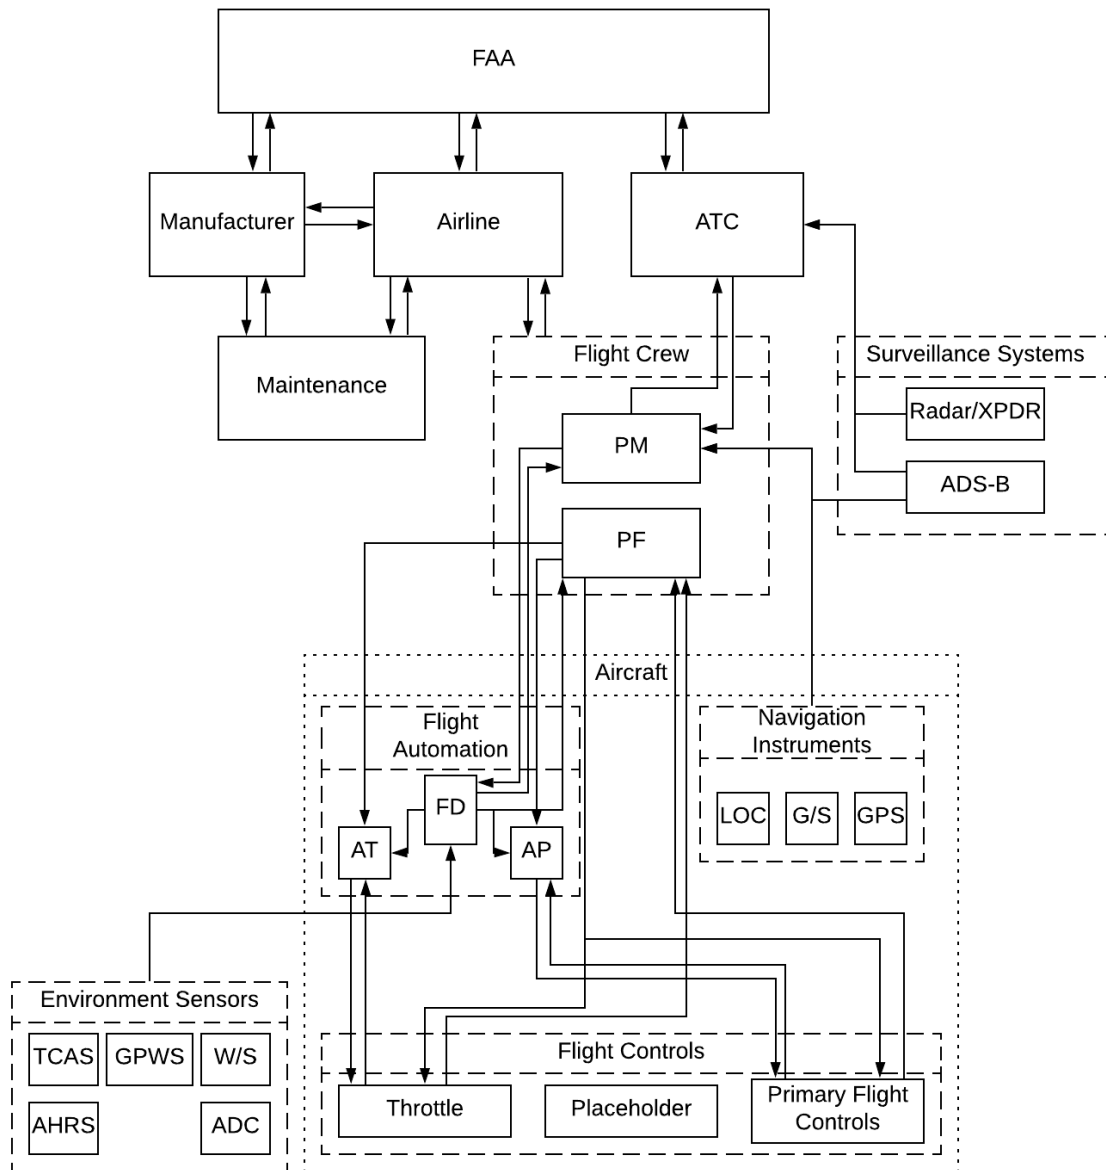 FAA
Manufacturer
Airline
ATC
Maintenance
Flight Crew
Surveillance Systems
Radar/XPDR
PM
ADS-B
PF
Aircraft
Flight
Automation
Navigation
Instruments
FD
LOC
G/S
GPS
AT
AP
Environment Sensors
TCAS
GPWS
W/S
AHRS
ADC
Flight Controls
Throttle
Placeholder
Primary Flight
Controls